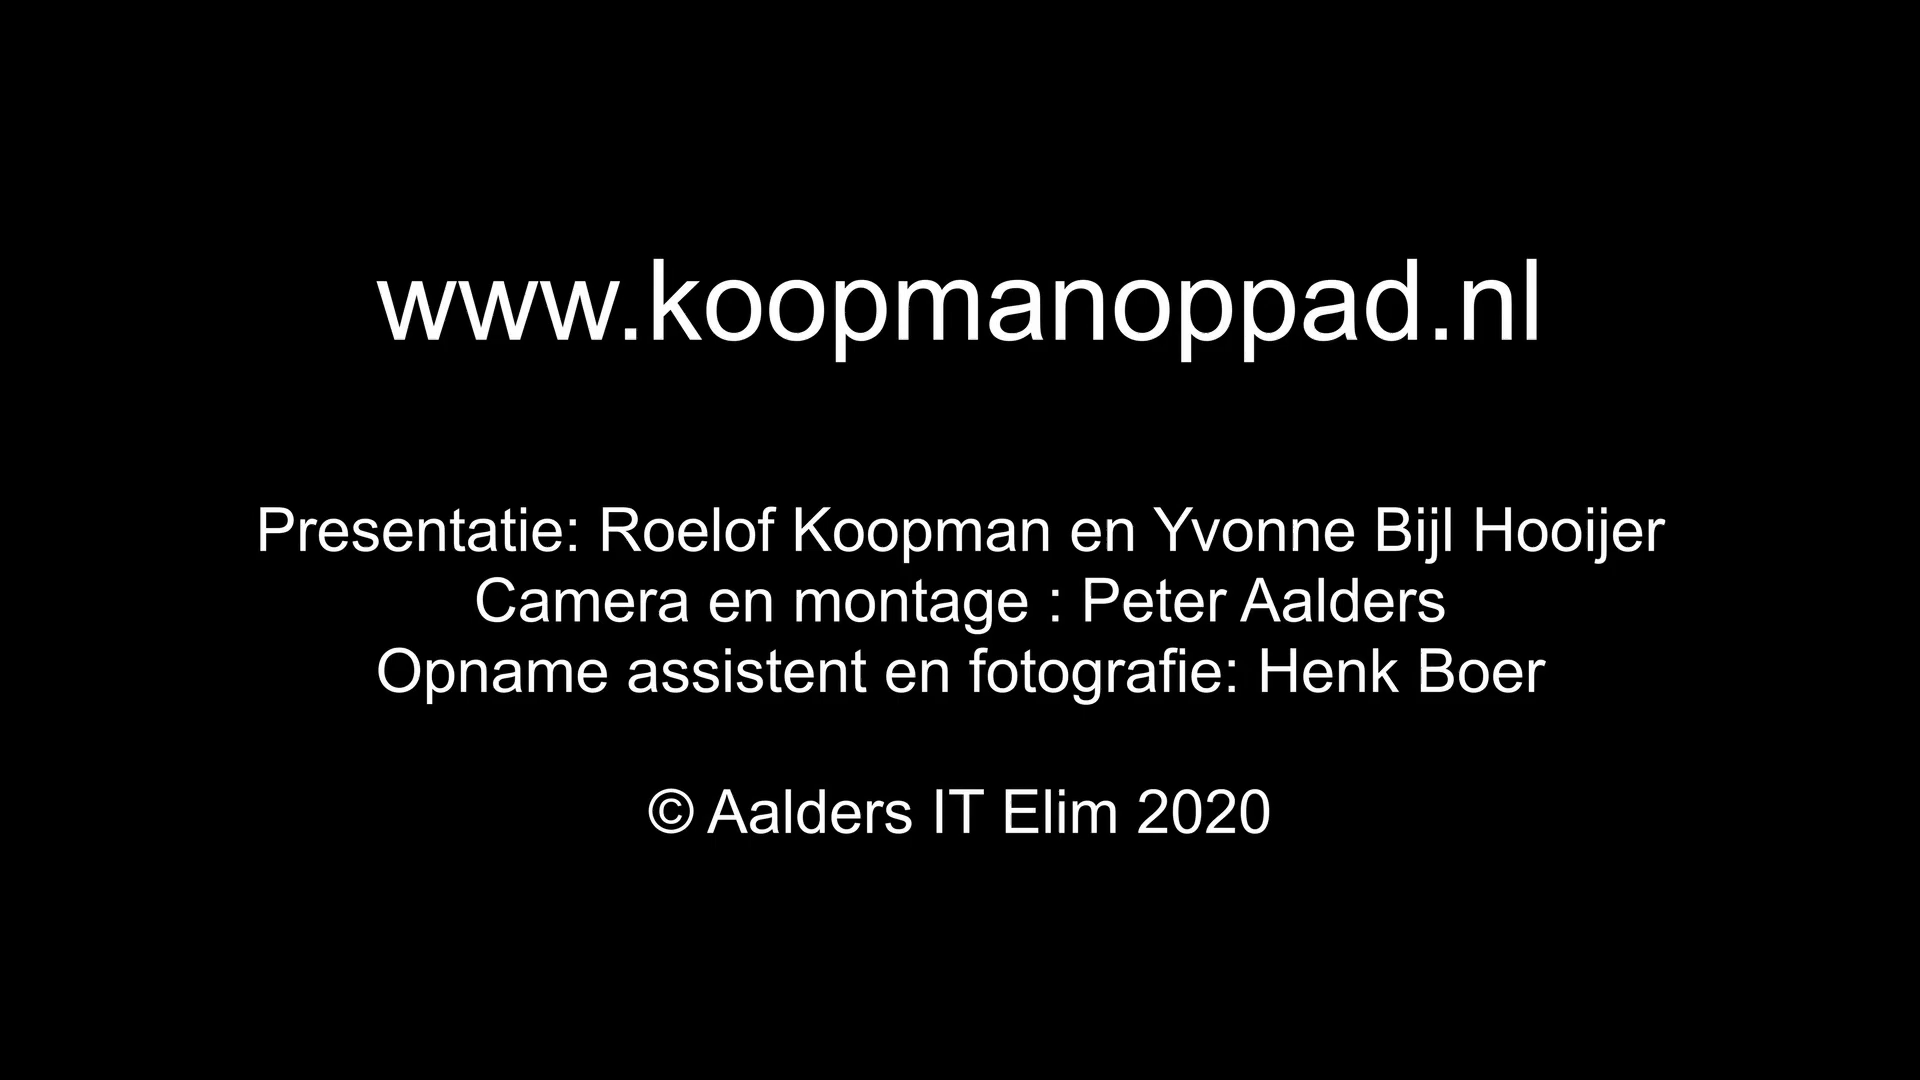 www.koopmanoppad.nl
Presentatie: Roelof Koopman en Yvonne Bijl Hooijer
Camera en montage : Peter Aalders
Opname assistent en fotografie: Henk Boer
© Aalders IT Elim 2020